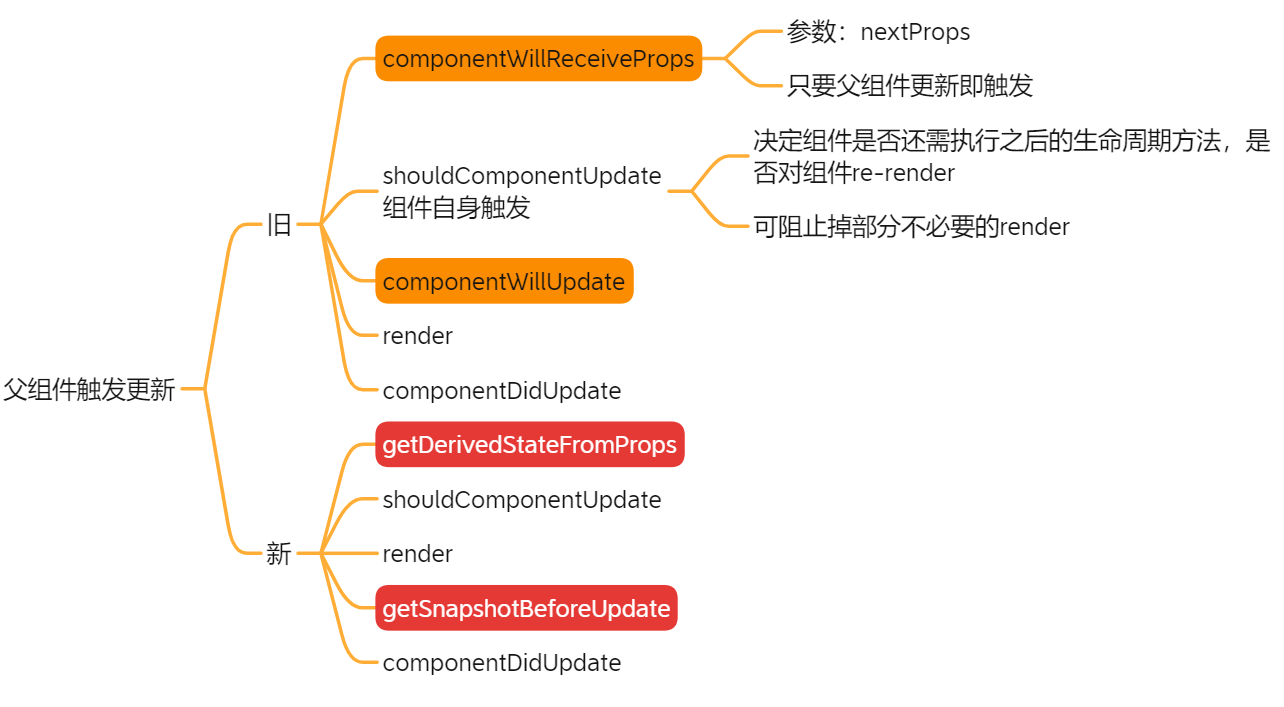 父组件触发更新
旧
componentWillReceiveProps
参数：nextProps
只要父组件更新即触发
shouldComponentUpdate
组件自身触发
决定组件是否还需执行之后的生命周期方法，是
否对组件re-render
可阻止掉部分不必要的render
componentWillUpdate
render
componentDidUpdate
新
getDerivedStateFromProps
shouldComponentUpdate
render
getSnapshotBeforeUpdate
componentDidUpdate